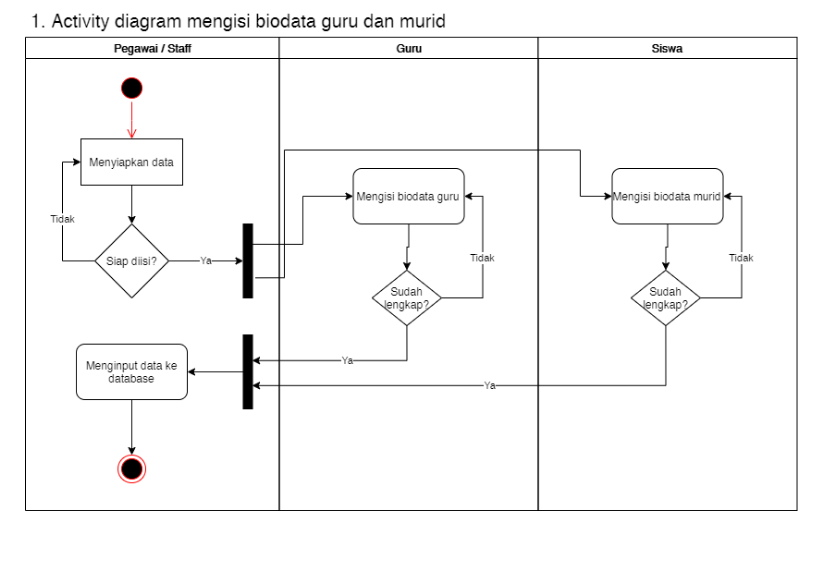 1. Activity diagram mengisi biodata guru dan murid
Pegawai / Staff
Guru
Siswa
Menyiapkan data
Mengisi biodata guru
Mengisi biodata murid
Tidak
Siap diisi?
Ya
Tidak
Tidak
Sudah
lengkap?
Sudah
lengkap?
Menginput data ke
database
Ya
Ya